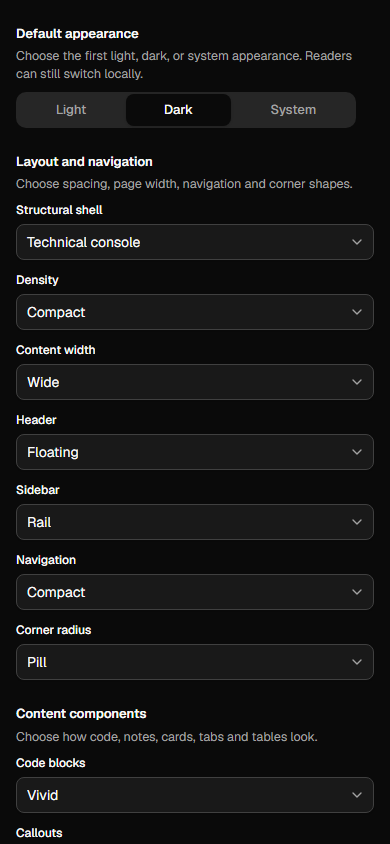 Default appearance
Choose the first light, dark, or system appearance. Readers
can still switch locally.
Light
Dark
System
Layout and navigation
Choose spacing, page width, navigation and corner shapes.
Structural shell
Technical console
Density
Compact
Content width
Wide
Header
Floating
Sidebar
Rail
Navigation
Compact
Corner radius
Pill
Content components
Choose how code, notes, cards, tabs and tables look.
Code blocks
Vivid
Callouts